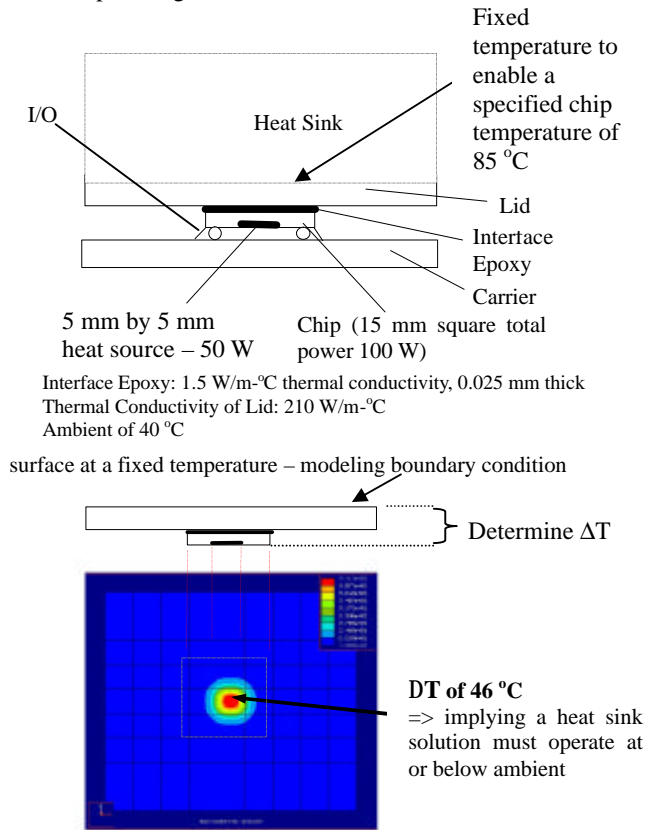 Fixed
temperature to
enable a
specified chip
temperature of
85 °C
I/O
Heat Sink
Lid
Interface
Epoxy
Carrier
5 mm by 5 mm
heat source – 50 W
Chip (15 mm square total
power 100 W)
Interface Epoxy: 1.5 W/m-°C thermal conductivity, 0.025 mm thick
Thermal Conductivity of Lid: 210 W/m-°C
Ambient of 40 °C
surface at a fixed temperature – modeling boundary condition
Determine ΔT
DT of 46 °C
=> implying a heat sink
solution must operate at
or below ambient